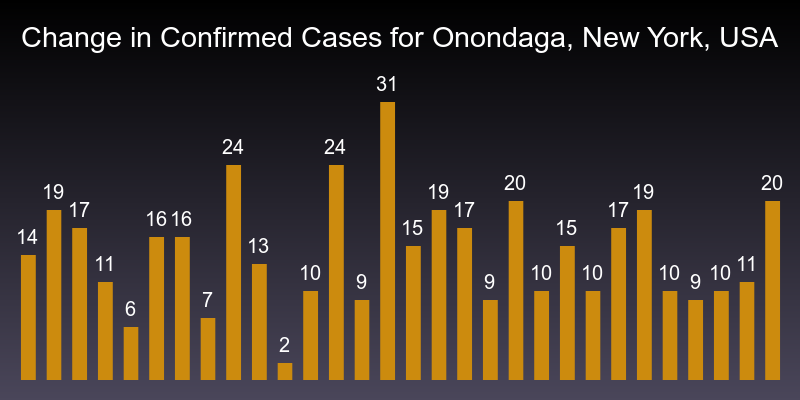 Change in Confirmed Cases for Onondaga, New York, USA
14 19 17 11 6 16 16 7 24 13 2 10 24 9 31 15 19 17 9 20 10 15 10 17 19 10 9 10 11 20